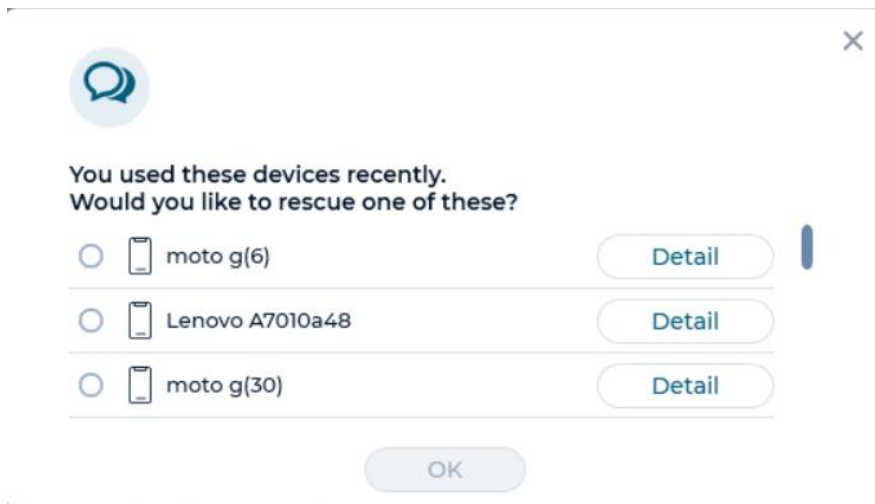 You used these devices recently.
Would you like to rescue one of these?
moto g(6) Detail
Lenovo A7010a48 Detail
moto g(30) Detail
OK